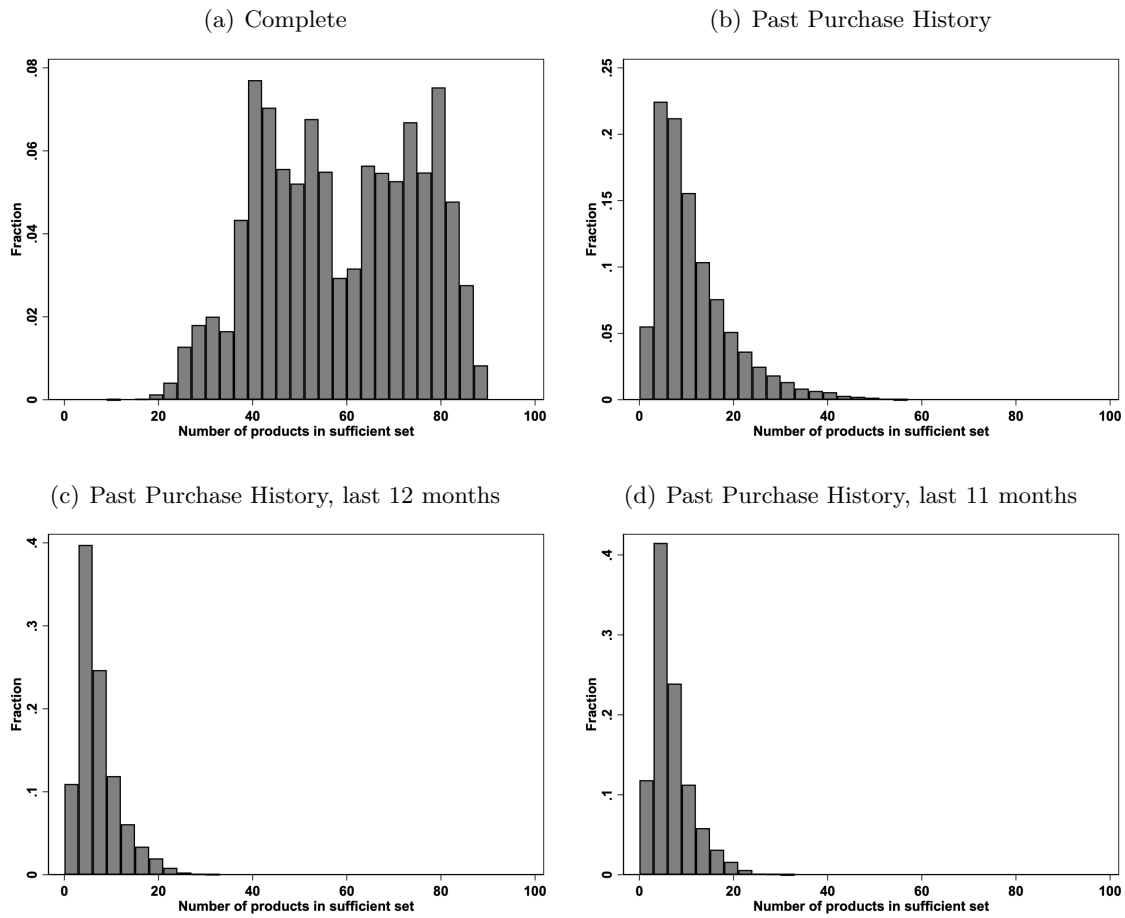 (a) Complete
.08
.06
.04
.02
0
Fraction
0 20 40 60 80 100
Number of products in sufficient set
(b) Past Purchase History
.25
.2
.15
.1
.05
0
Fraction
0 20 40 60 80 100
Number of products in sufficient set
(c) Past Purchase History, last 12 months
.4
.3
.2
.1
0
Fraction
0 20 40 60 80 100
Number of products in sufficient set
(d) Past Purchase History, last 11 months
.4
.3
.2
.1
0
Fraction
0 20 40 60 80 100
Number of products in sufficient set